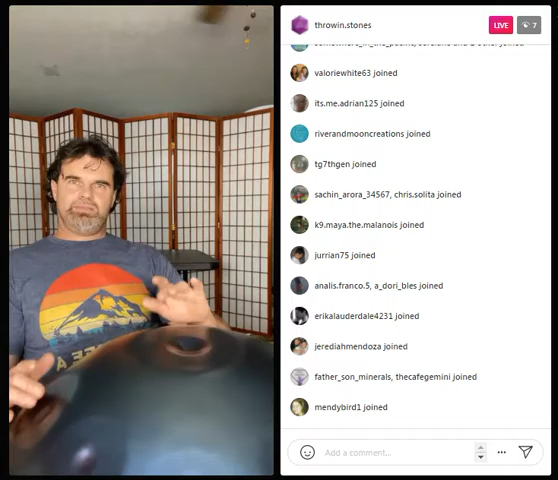 throwin.stones
LIVE
7
valoriewhite63 joined
its.me.adrian125 joined
riverandmooncreations joined
tg7thgen joined
sachin_arora_34567, chris.solita joined
k9.maya.the.malanois joined
jurrian75 joined
analis.franco.5, a_dori_bles joined
erikalauderdale4231 joined
jerediahmendoza joined
father_son_minerals, thecafegemini joined
mendybird1 joined
Add a comment...